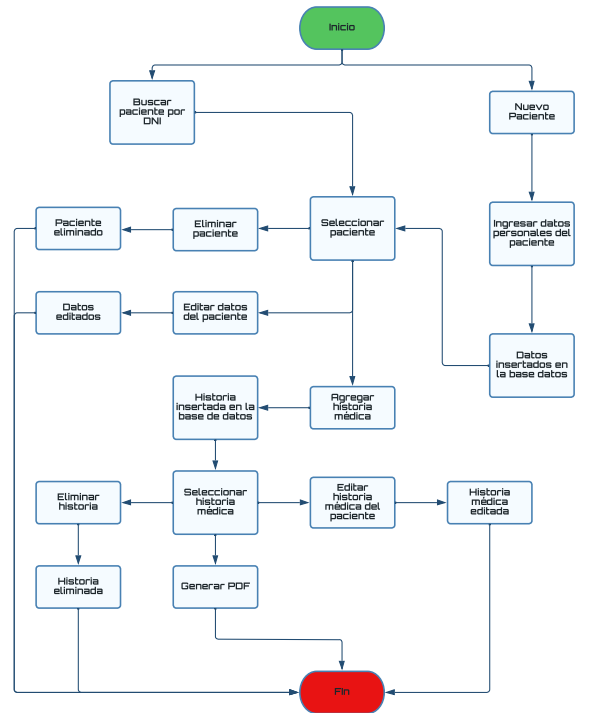 Inicio
Buscar
paciente por
DNI
Nuevo
Paciente
Paciente
eliminado
Eliminar
paciente
Seleccionar
paciente
Ingresar datos
personales del
paciente
Datos
editados
Editar datos
del paciente
Datos
insertados en
la base datos
Historia
insertada en la
base de datos
Agregar
historia
médica
Eliminar
historia
Seleccionar
historia
médica
Editar
historia
médica del
paciente
Historia
médica
editada
Historia
eliminada
Generar PDF
Fin